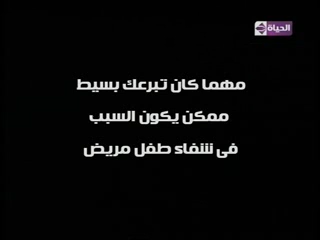 الحياة
مهما كان تبرعك بسيط
ممكن يكون السبب
فى شفاء طفل مريض